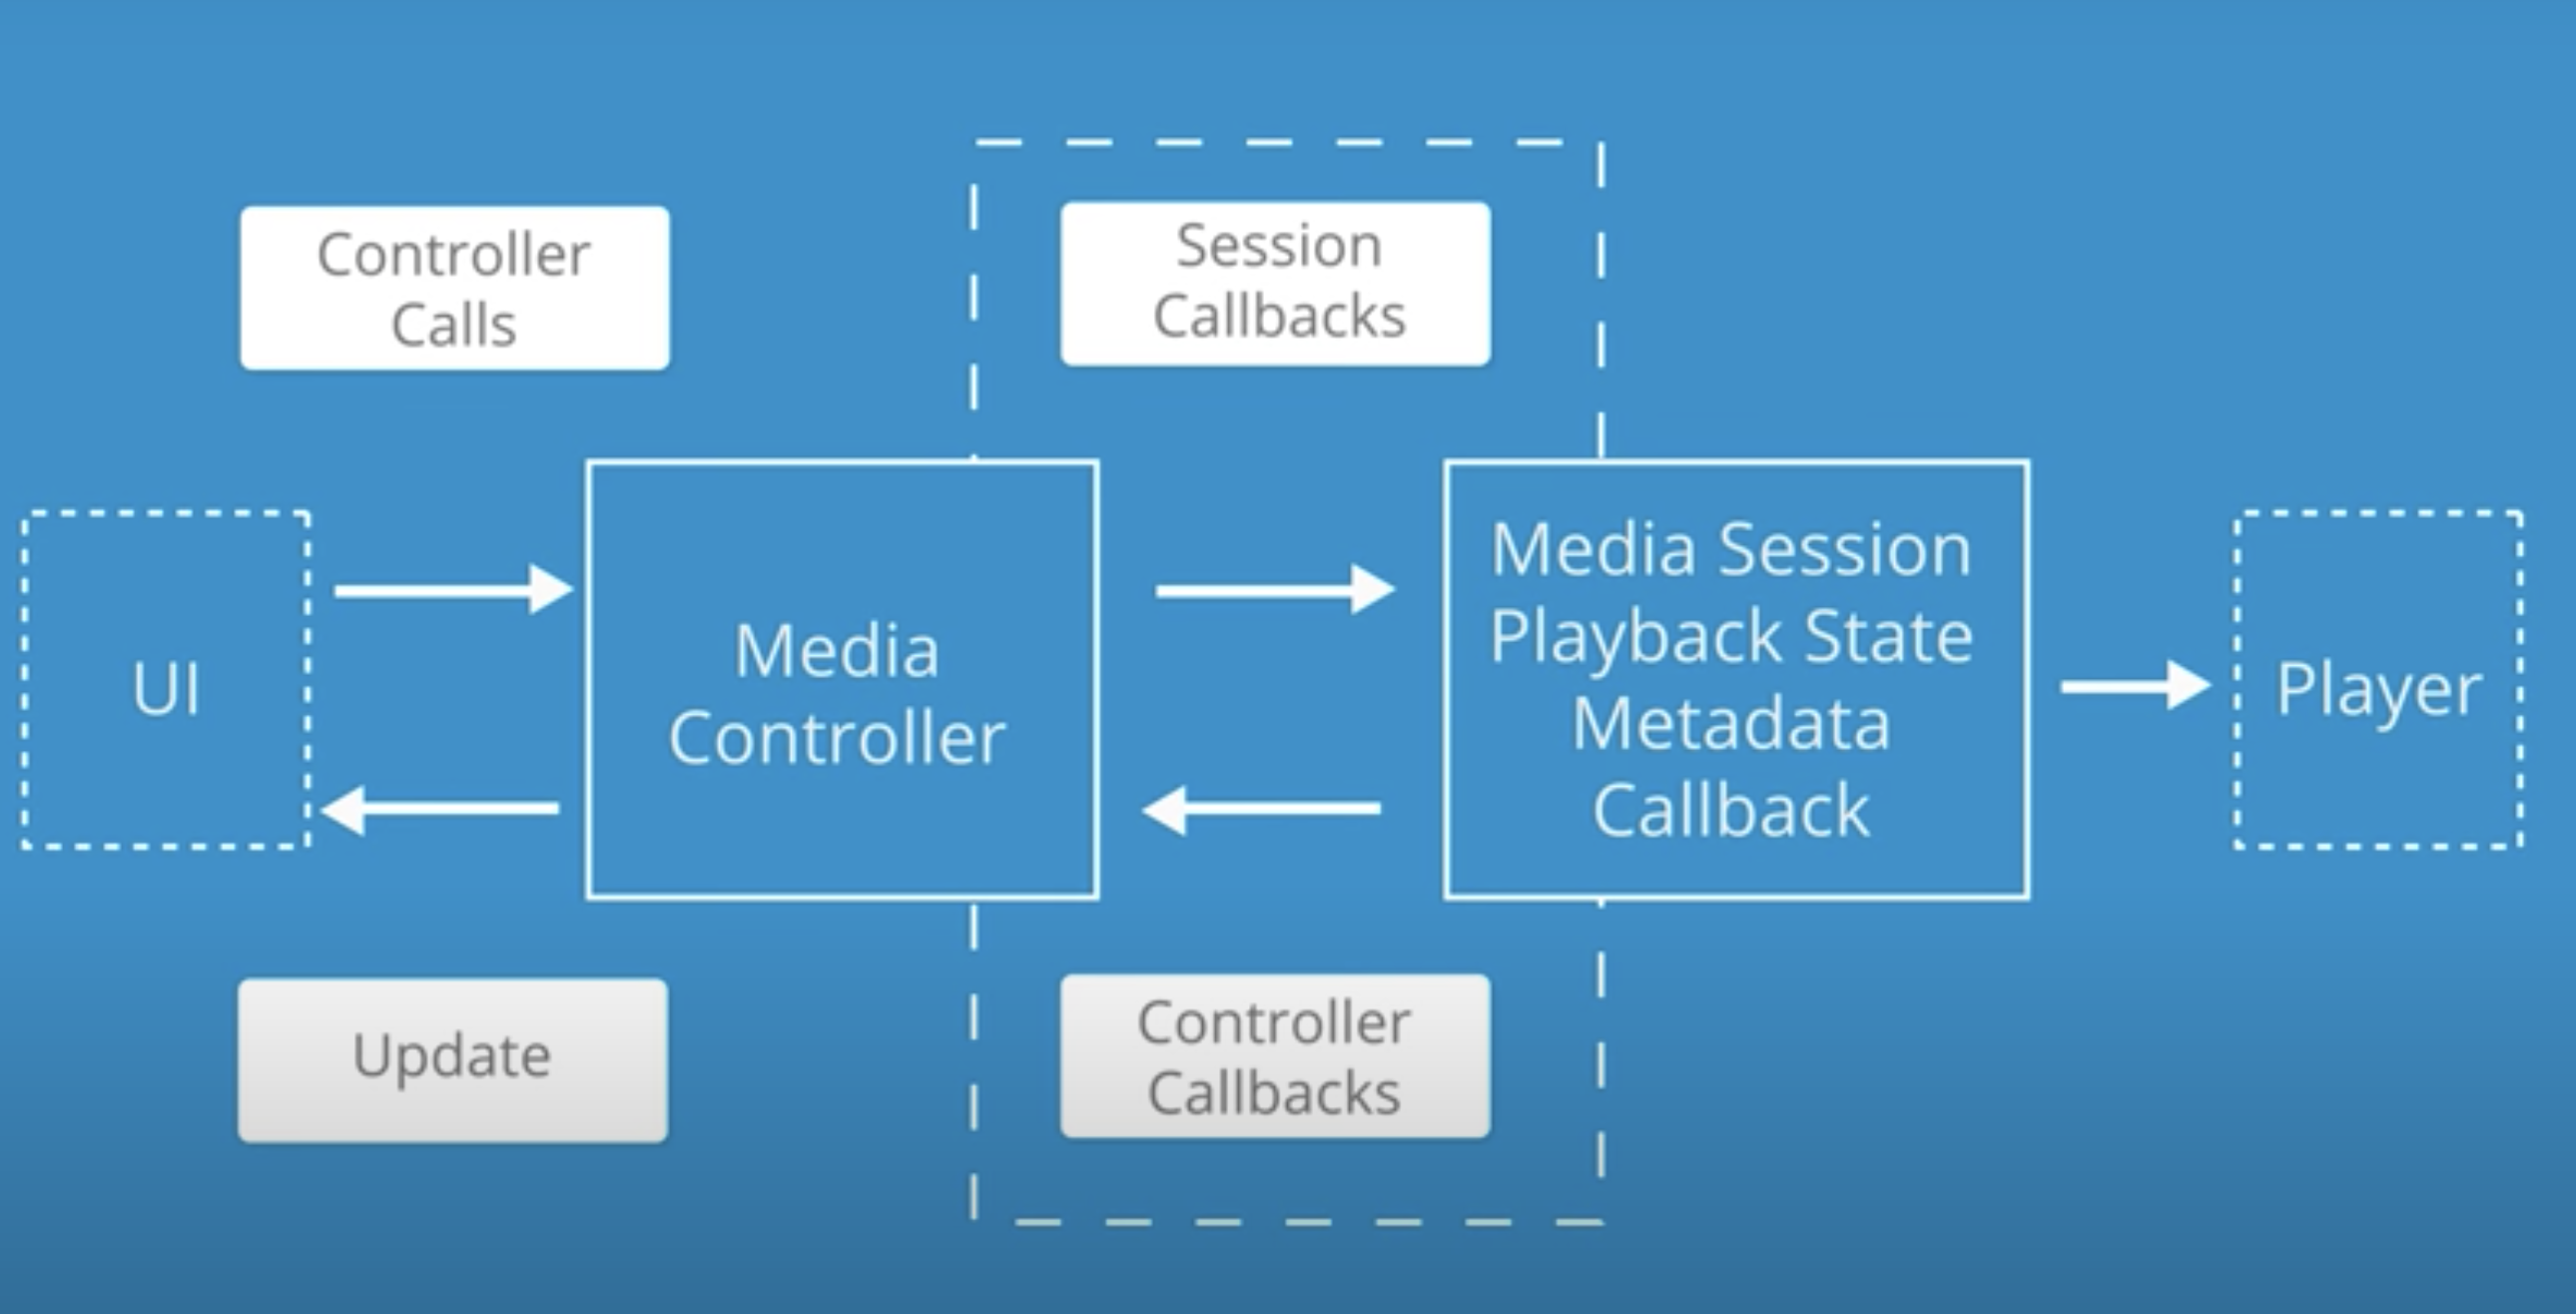 Controller
Calls
Session
Callbacks
UI
Media
Controller
Media Session
Playback State
Metadata
Callback
Player
Update
Controller
Callbacks